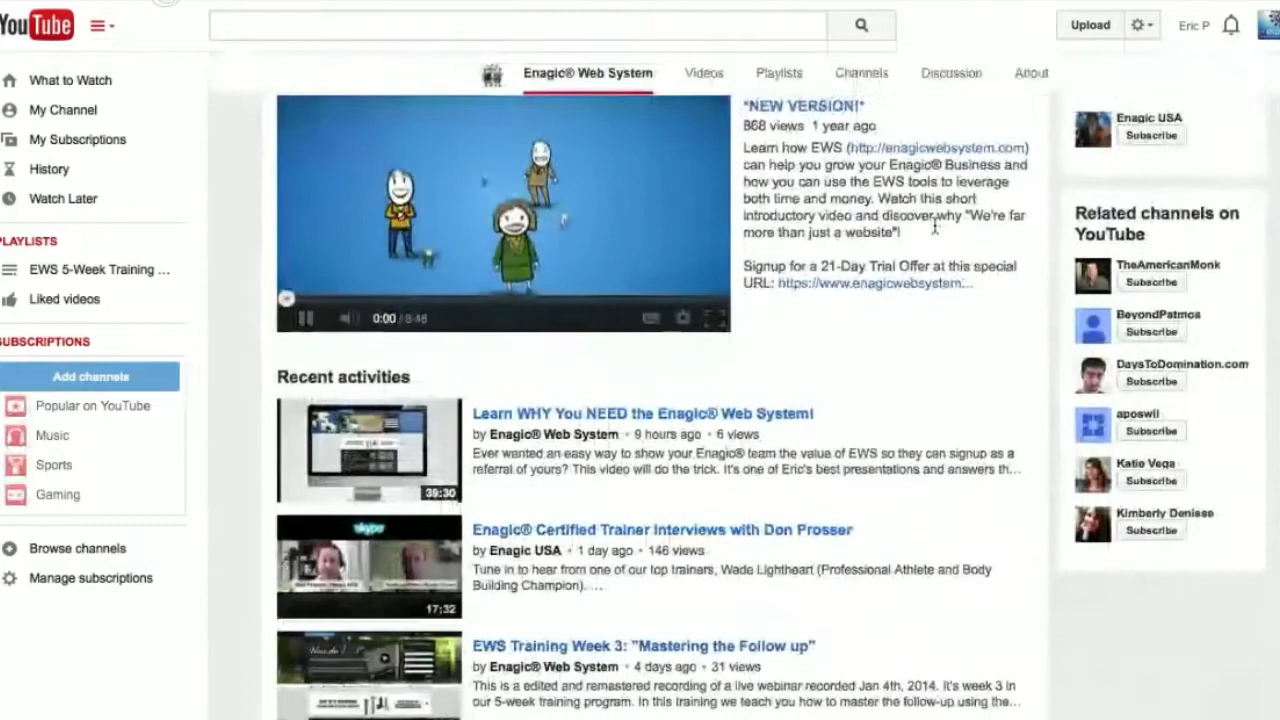 YouTube
Upload
Eric P
What to Watch
My Channel
My Subscriptions
History
Watch Later
PLAYLISTS
EWS 5-Week Training ...
Liked videos
SUBSCRIPTIONS
Add channels
Popular on YouTube
Music
Sports
Gaming
Browse channels
Manage subscriptions
Enagic® Web System
Videos
Playlists
Channels
Discussion
About
*NEW VERSION!*
868 views 1 year ago
Learn how EWS (http://enagicwebsystem.com)
can help you grow your Enagic® Business and
how you can use the EWS tools to leverage
both time and money. Watch this short
introductory video and discover why "We're far
more than just a website"!
Signup for a 21-Day Trial Offer at this special
URL: https://www.enagicwebsystem...
0:00 / 8:46
Recent activities
Learn WHY You NEED the Enagic® Web System!
by Enagic® Web System • 9 hours ago • 6 views
Ever wanted an easy way to show your Enagic® team the value of EWS so they can signup as a
referral of yours? This video will do the trick. It's one of Eric's best presentations and answers th...
39:30
skype
Enagic® Certified Trainer Interviews with Don Prosser
by Enagic USA • 1 day ago • 146 views
Tune in to hear from one of our top trainers, Wade Lightheart (Professional Athlete and Body
Building Champion). ...
17:32
EWS Training Week 3: "Mastering the Follow up"
by Enagic® Web System • 4 days ago • 31 views
This is a edited and remastered recording of a live webinar recorded Jan 4th, 2014. It's week 3 in
our 5-week training program. In this training we teach you how to master the follow-up using the...
Enagic USA
Subscribe
Related channels on
YouTube
TheAmericanMonk
Subscribe
BeyondPatmos
Subscribe
DaysToDomination.com
Subscribe
aposwil
Subscribe
Katie Vega
Subscribe
Kimberly Denisse
Subscribe